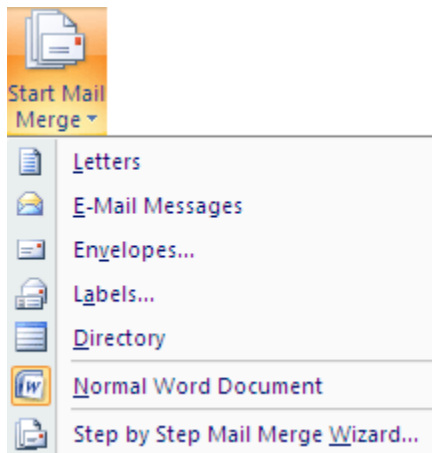 Start Mail
Merge
Letters
E-Mail Messages
Envelopes...
Labels...
Directory
Normal Word Document
Step by Step Mail Merge Wizard...